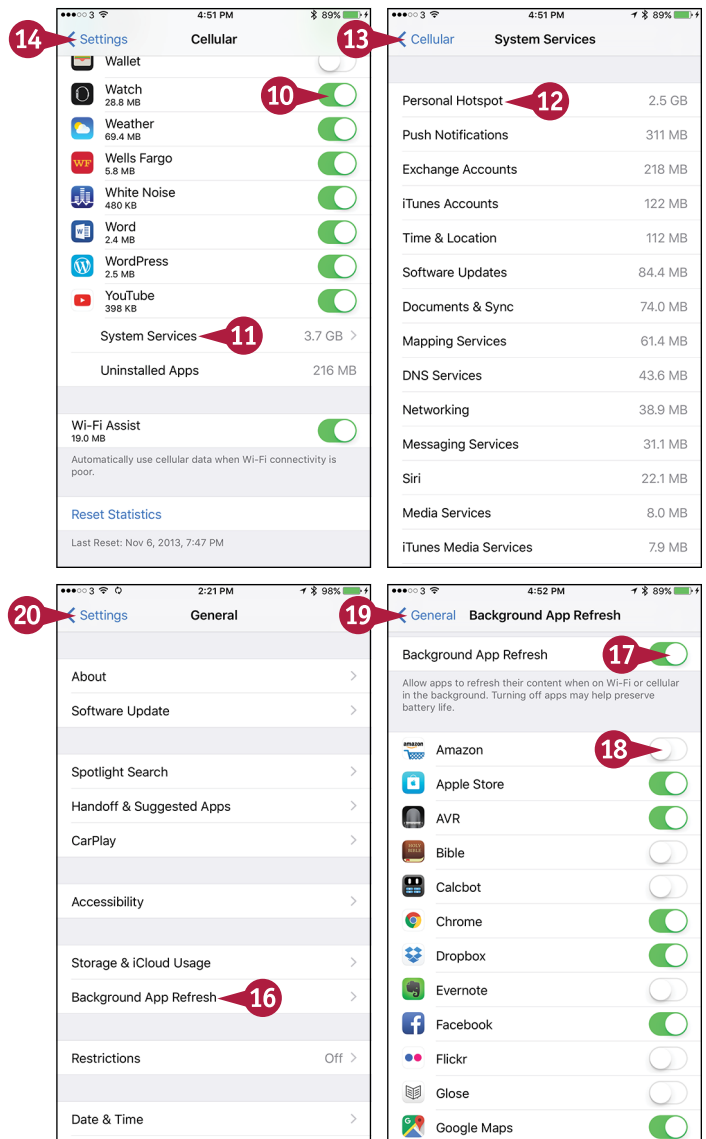 3 4:51 PM 89%
14 Settings Cellular
Wallet
Watch
28.8 MB
10
Weather
69.4 MB
WF Wells Fargo
5.8 MB
White Noise
480 KB
W Word
2.4 MB
WordPress
2.5 MB
YouTube
398 KB
System Services 11 3.7 GB
Uninstalled Apps 216 MB
Wi-Fi Assist
19.0 MB
Automatically use cellular data when Wi-Fi connectivity is
poor.
Reset Statistics
Last Reset: Nov 6, 2013, 7:47 PM
3 4:51 PM 89%
13 Cellular System Services
Personal Hotspot 12 2.5 GB
Push Notifications 311 MB
Exchange Accounts 218 MB
iTunes Accounts 122 MB
Time & Location 112 MB
Software Updates 84.4 MB
Documents & Sync 74.0 MB
Mapping Services 61.4 MB
DNS Services 43.6 MB
Networking 38.9 MB
Messaging Services 31.1 MB
Siri 22.1 MB
Media Services 8.0 MB
iTunes Media Services 7.9 MB
3 2:21 PM 98%
20 Settings General
About
Software Update
Spotlight Search
Handoff & Suggested Apps
CarPlay
Accessibility
Storage & iCloud Usage
Background App Refresh 16
Restrictions Off
Date & Time
3 4:52 PM 89%
19 General Background App Refresh
Background App Refresh 17
Allow apps to refresh their content when on Wi-Fi or cellular
in the background. Turning off apps may help preserve
battery life.
amazon Amazon 18
Apple Store
AVR
HOLY BIBLE Bible
Calcbot
Chrome
Dropbox
Evernote
Facebook
Flickr
Glose
Google Maps